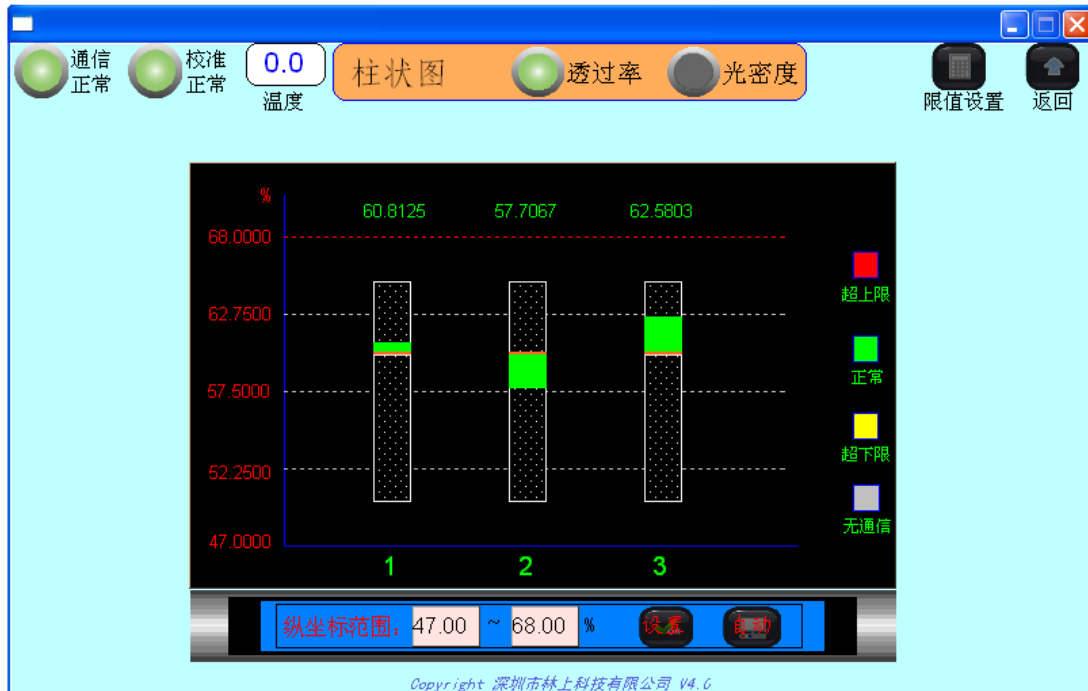 通信
正常
校准
正常
0.0
温度
柱状图
透过率
光密度
限值设置
返回
%
60.8125
57.7067
62.5803
68.0000
62.7500
57.5000
52.2500
47.0000
1
2
3
超上限
正常
超下限
无通信
纵坐标范围: 47.00 ~ 68.00 %
设置
自动
Copyright 深圳市林上科技有限公司 V4.0